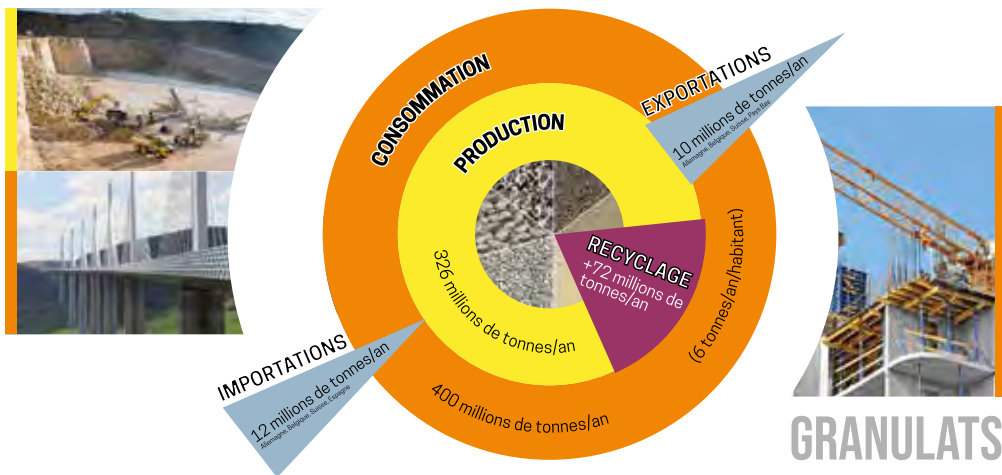 CONSOMMATION
PRODUCTION
EXPORTATIONS
10 millions de tonnes/an
Allemagne, Belgique, Suisse, Pays Bas
RECYCLAGE
+72 millions de
tonnes/an
326 millions de tonnes/an
(6 tonnes/an/habitant)
IMPORTATIONS
12 millions de tonnes/an
Allemagne, Belgique, Suisse, Espagne
400 millions de tonnes/an
GRANULATS